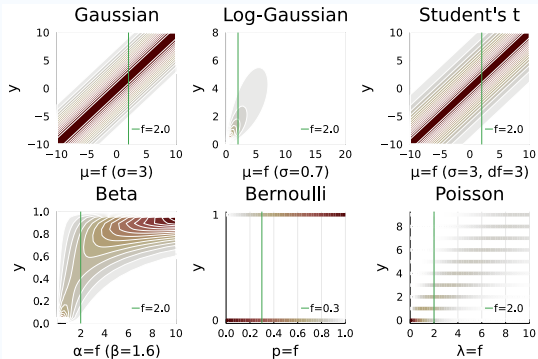 Gaussian Log-Gaussian Student's t
10 8 10
5 6 5
y 0 y 4 y 0
−5 2 −5
−10 f=2.0 0 f=2.0 −10 f=2.0
−10 −5 0 5 10 0 5 10 15 20 −10 −5 0 5 10
μ=f (σ=3) μ=f (σ=0.7) μ=f (σ=3, df=3)
Beta Bernoulli Poisson
1.0 1 8
0.8 6
0.6 4
y 0.4 y y 2
0.2 0
0.0 f=2.0 0 f=0.3 f=2.0
2 4 6 8 10 0.0 0.2 0.4 0.6 0.8 1.0 0 2 4 6 8 10
α=f (β=1.6) p=f λ=f